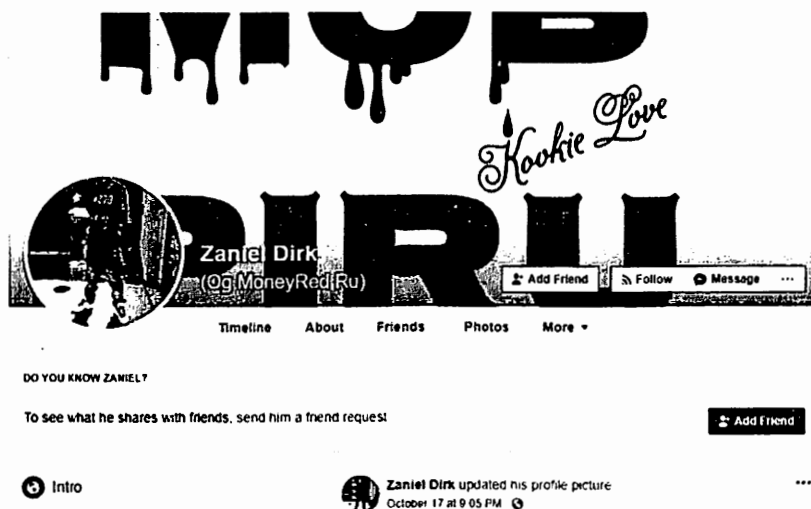 MOB
Kookie Love
PIRU
Zaniel Dirk
(Og MoneyRed Ru)
Add Friend
Follow
Message
Timeline
About
Friends
Photos
More
DO YOU KNOW ZANIEL?
To see what he shares with friends, send him a friend request
Add Friend
Intro
Zaniel Dirk updated his profile picture
October 17 at 9:05 PM